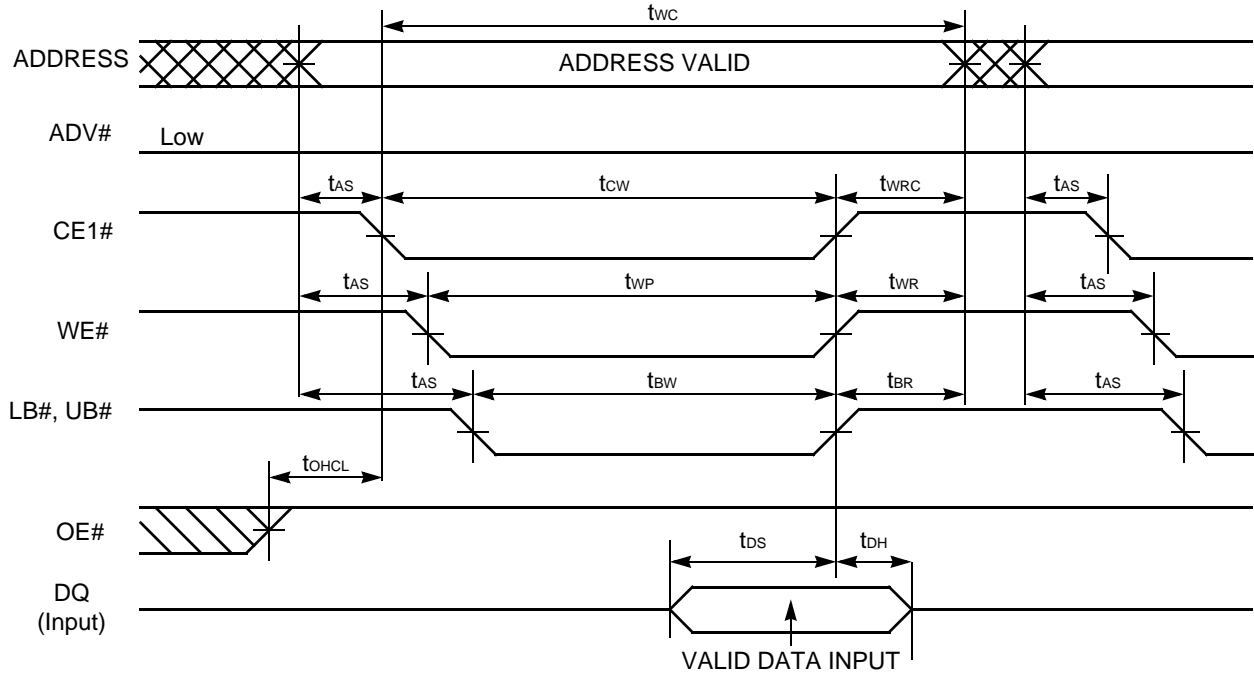 tWC
ADDRESS
ADDRESS VALID
ADV#
Low
tAS
tCW
tWRC
tAS
CE1#
tAS
tWP
tWR
tAS
WE#
tAS
tBW
tBR
tAS
LB#, UB#
tOHCL
OE#
tDS
tDH
DQ
(Input)
VALID DATA INPUT